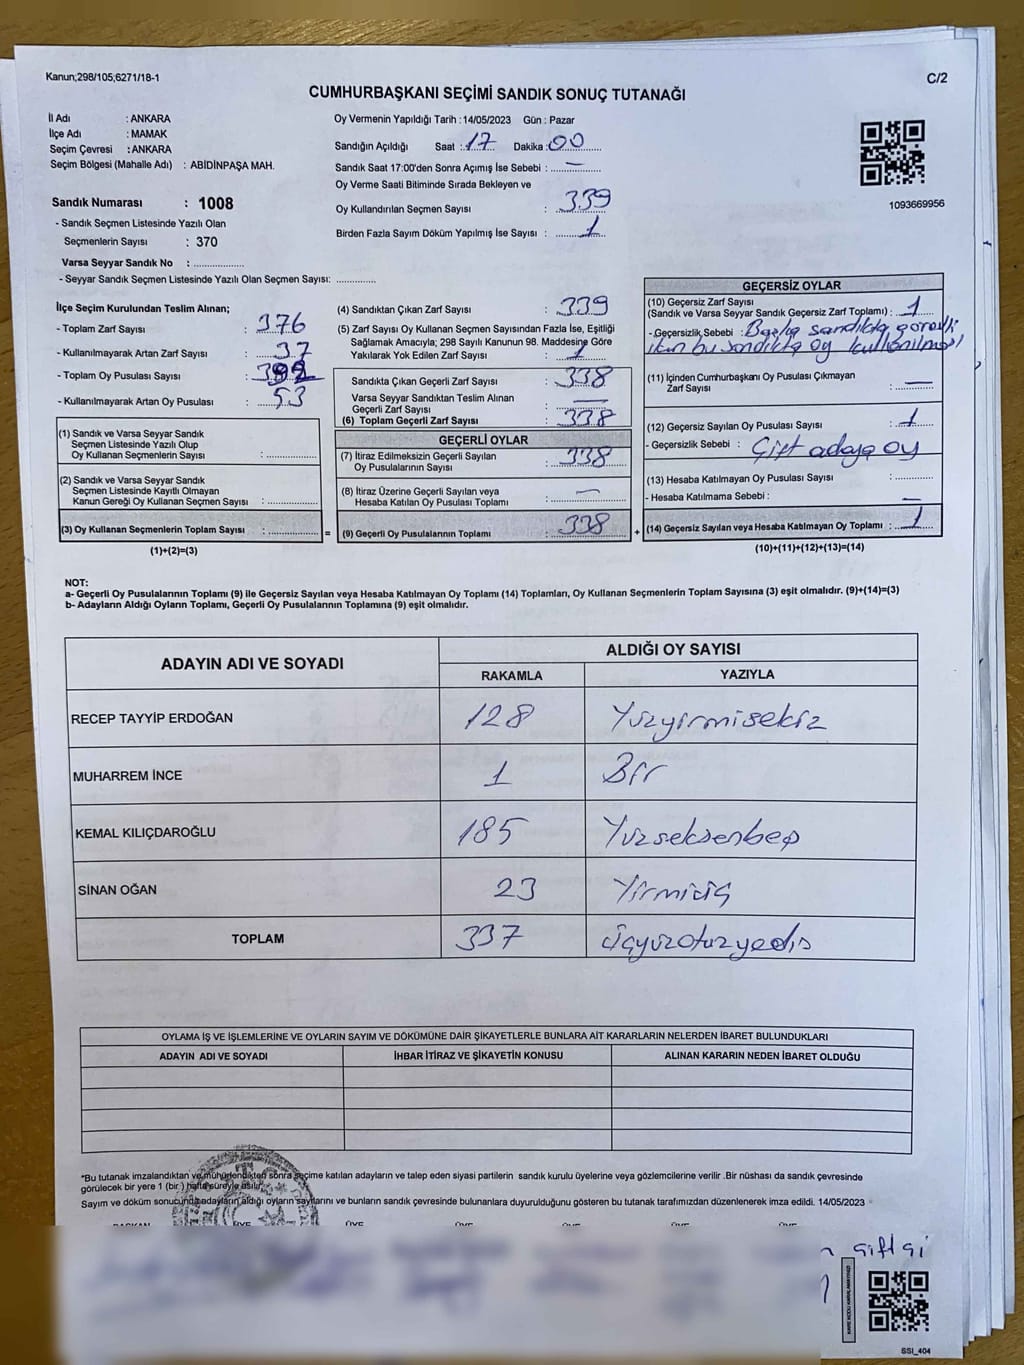 Kanun;298/105;6271/18-1
C/2
CUMHURBAŞKANI SEÇİMİ SANDIK SONUÇ TUTANAĞI
İl Adı : ANKARA
İlçe Adı : MAMAK
Seçim Çevresi : ANKARA
Seçim Bölgesi (Mahalle Adı) : ABİDİNPAŞA MAH.
Sandık Numarası : 1008
- Sandık Seçmen Listesinde Yazılı Olan
Seçmenlerin Sayısı : 370
Varsa Seyyar Sandık No : ..................
- Seyyar Sandık Seçmen Listesinde Yazılı Olan Seçmen Sayısı: ..............
Oy Vermenin Yapıldığı Tarih : 14/05/2023 Gün : Pazar
Sandığın Açıldığı Saat : 17 Dakika : 00
Sandık Saat 17:00'den Sonra Açımış İse Sebebi : —
Oy Verme Saati Bitiminde Sırada Bekleyen ve
Oy Kullandırılan Seçmen Sayısı : 339
Birden Fazla Sayım Döküm Yapılmış İse Sayısı : 1
1093669956
İlçe Seçim Kurulundan Teslim Alınan;
- Toplam Zarf Sayısı : 376
- Kullanılmayarak Artan Zarf Sayısı : 37
- Toplam Oy Pusulası Sayısı :
- Kullanılmayarak Artan Oy Pusulası : 53
(4) Sandıktan Çıkan Zarf Sayısı : 339
(5) Zarf Sayısı Oy Kullanan Seçmen Sayısından Fazla İse, Eşitliği
Sağlamak Amacıyla; 298 Sayılı Kanunun 98. Maddesine Göre
Yakılarak Yok Edilen Zarf Sayısı : 1
Sandıkta Çıkan Geçerli Zarf Sayısı : 338
Varsa Seyyar Sandıktan Teslim Alınan
Geçerli Zarf Sayısı : —
(6) Toplam Geçerli Zarf Sayısı : 338
GEÇERLİ OYLAR
(7) İtiraz Edilmeksizin Geçerli Sayılan
Oy Pusulalarının Sayısı : 338
(8) İtiraz Üzerine Geçerli Sayılan veya
Hesaba Katılan Oy Pusulası Toplamı : —
(9) Geçerli Oy Pusulalarının Toplamı : 338
GEÇERSİZ OYLAR
(10) Geçersiz Zarf Sayısı
(Sandık ve Varsa Seyyar Sandık Geçersiz Zarf Toplamı) : 1
- Geçersizlik Sebebi : Başka sandıkta görevli
iken bu sandıkta oy kullanılması
(11) İçinden Cumhurbaşkanı Oy Pusulası Çıkmayan
Zarf Sayısı : —
(12) Geçersiz Sayılan Oy Pusulası Sayısı : 1
- Geçersizlik Sebebi : Çift adaya oy
(13) Hesaba Katılmayan Oy Pusulası Sayısı : ............
- Hesaba Katılmama Sebebi : —
(14) Geçersiz Sayılan veya Hesaba Katılmayan Oy Toplamı : 1
(10)+(11)+(12)+(13)=(14)
(1) Sandık ve Varsa Seyyar Sandık
Seçmen Listesinde Yazılı Olup
Oy Kullanan Seçmenlerin Sayısı : ..............
(2) Sandık ve Varsa Seyyar Sandık
Seçmen Listesinde Kayıtlı Olmayan
Kanun Gereği Oy Kullanan Seçmen Sayısı : ..............
(3) Oy Kullanan Seçmenlerin Toplam Sayısı : .............. = +
(1)+(2)=(3)
NOT:
a- Geçerli Oy Pusulalarının Toplamı (9) ile Geçersiz Sayılan veya Hesaba Katılmayan Oy Toplamı (14) Toplamları, Oy Kullanan Seçmenlerin Toplam Sayısına (3) eşit olmalıdır. (9)+(14)=(3)
b- Adayların Aldığı Oyların Toplamı, Geçerli Oy Pusulalarının Toplamına (9) eşit olmalıdır.
ADAYIN ADI VE SOYADI
ALDIĞI OY SAYISI
RAKAMLA YAZIYLA
RECEP TAYYİP ERDOĞAN 128 Yüzyirmisekiz
MUHARREM İNCE 1 Bir
KEMAL KILIÇDAROĞLU 185 Yüzseksenbeş
SİNAN OĞAN 23 Yirmiüç
TOPLAM 337 üçyüzotuzyedi
OYLAMA İŞ VE İŞLEMLERİNE VE OYLARIN SAYIM VE DÖKÜMÜNE DAİR ŞİKAYETLERLE BUNLARA AİT KARARLARIN NELERDEN İBARET BULUNDUKLARI
ADAYIN ADI VE SOYADI İHBAR İTİRAZ VE ŞİKAYETİN KONUSU ALINAN KARARIN NEDEN İBARET OLDUĞU
*Bu tutanak imzalandıktan ve mühürlendikten sonra seçime katılan adayların ve talep eden siyasi partilerin sandık kurulu üyelerine veya gözlemcilerine verilir .Bir nüshası da sandık çevresinde
görülecek bir yere 1 (bir ) hafta süreyle asılır.
Sayım ve döküm sonucunda adayların aldığı oyların sayılarını ve bunların sandık çevresinde bulunanlara duyurulduğunu gösteren bu tutanak tarafımızdan düzenlenerek imza edildi. 14/05/2023
BAŞKAN ÜYE ÜYE ÜYE ÜYE ÜYE ÜYE
Çiftçi
SSİ_404